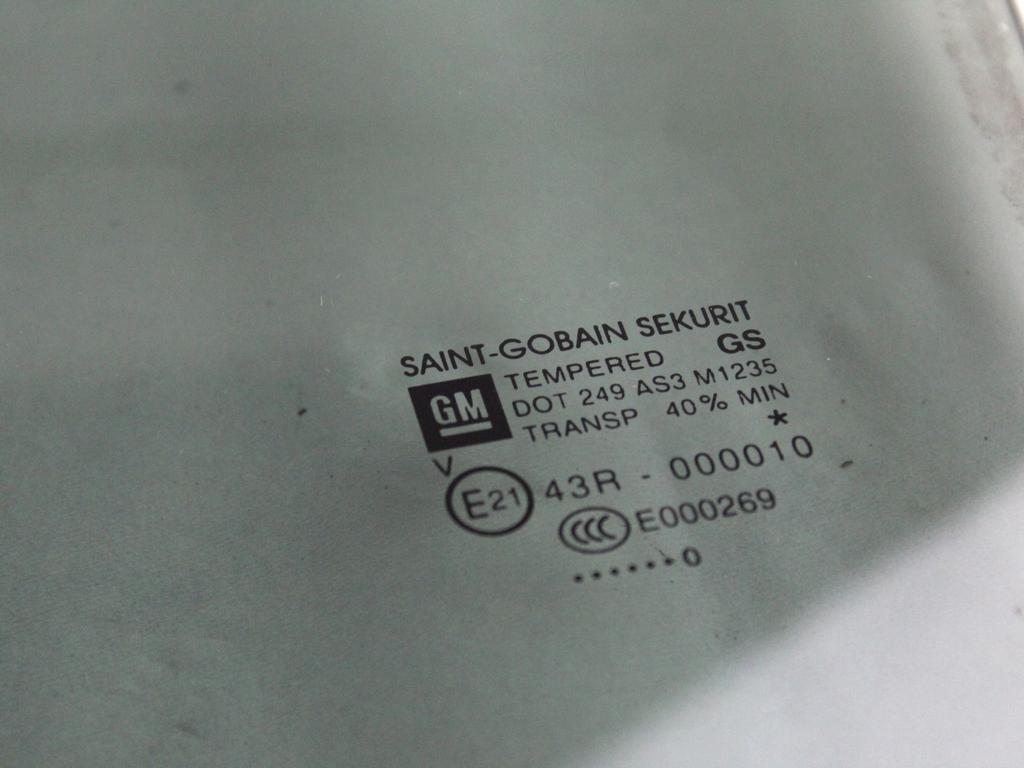 SAINT-GOBAIN SEKURIT
GS
GM
TEMPERED
DOT 249 AS3 M1235
TRANSP 40% MIN
*
V
E21 43R - 000010
CCC E000269
......0